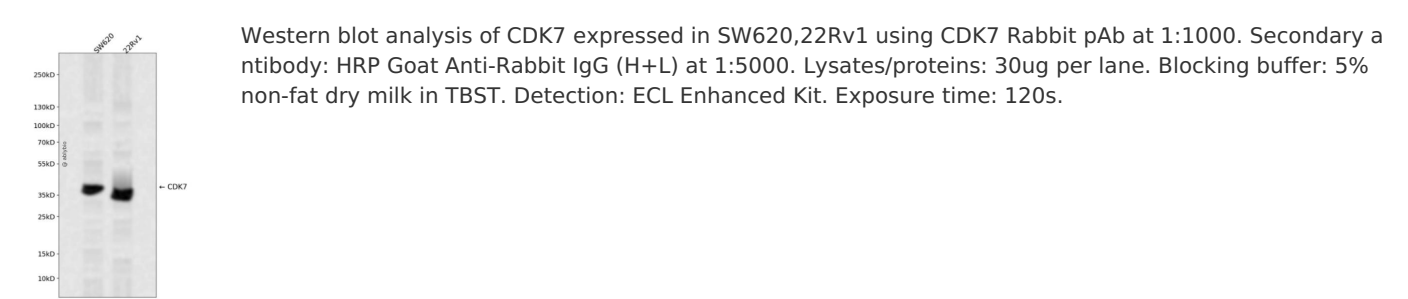 SW620
22Rv1
250kD
130kD
100kD
70kD
55kD
35kD
25kD
15kD
10kD
@ abbytec
← CDK7
Western blot analysis of CDK7 expressed in SW620,22Rv1 using CDK7 Rabbit pAb at 1:1000. Secondary a
ntibody: HRP Goat Anti-Rabbit IgG (H+L) at 1:5000. Lysates/proteins: 30ug per lane. Blocking buffer: 5%
non-fat dry milk in TBST. Detection: ECL Enhanced Kit. Exposure time: 120s.